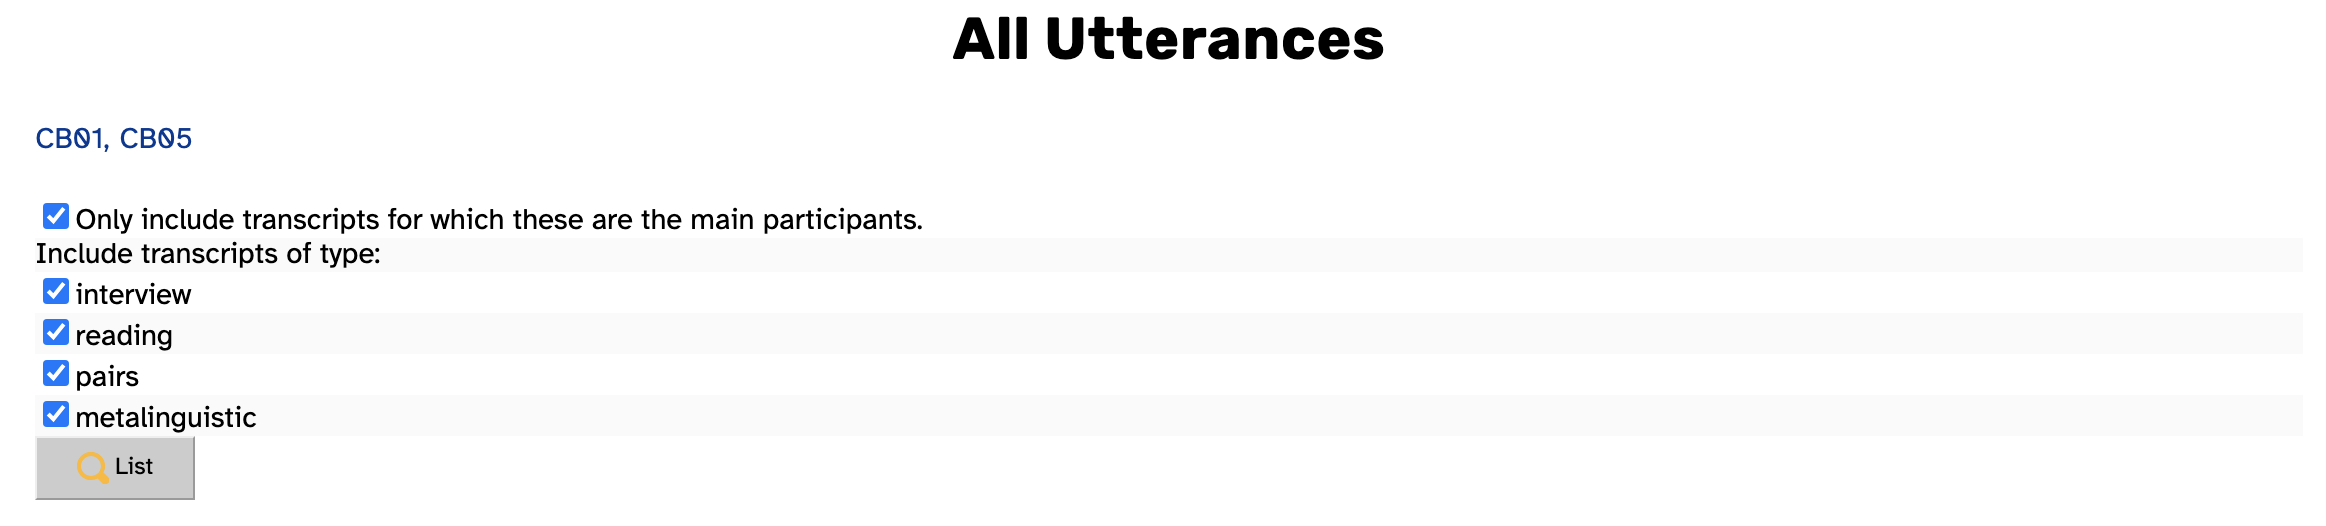 All Utterances
CB01, CB05
Only include transcripts for which these are the main participants.
Include transcripts of type:
interview
reading
pairs
metalinguistic
List